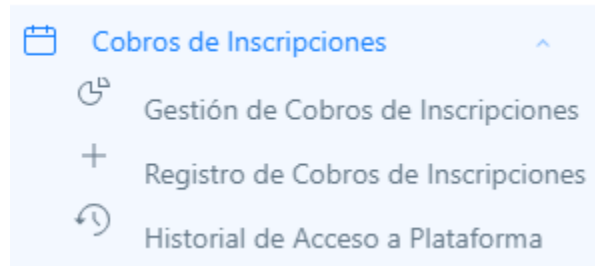 Cobros de Inscripciones
Gestión de Cobros de Inscripciones
Registro de Cobros de Inscripciones
Historial de Acceso a Plataforma